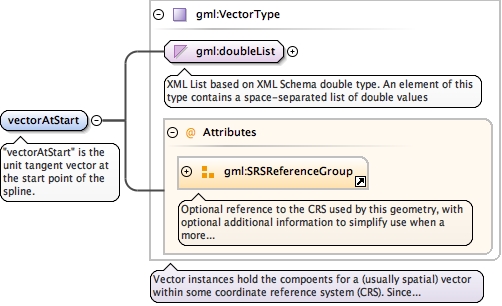 gml:VectorType
gml:doubleList
XML List based on XML Schema double type. An element of this
type contains a space-separated list of double values
vectorAtStart
"vectorAtStart" is the
unit tangent vector at
the start point of the
spline.
@ Attributes
gml:SRSReferenceGroup
Optional reference to the CRS used by this geometry, with
optional additional information to simplify use when a
more...
Vector instances hold the compoents for a (usually spatial) vector
within some coordinate reference system (CRS). Since...